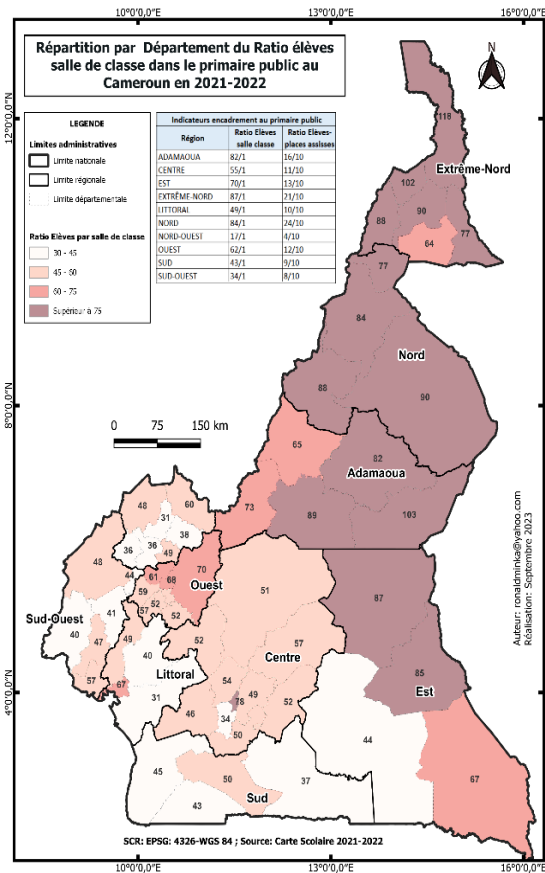 10°0'0,0"N
13°0'0,0"N
16°0'0,0"N
Répartition par Département du Ratio élèves
salle de classe dans le primaire public au
Cameroun en 2021-2022
N
12°0'0,0"N
8°0'0,0"N
4°0'0,0"N
LEGENDE
Limites administratives
Limite nationale
Limite régionale
Limite départementale
Ratio Elèves par salle de classe
30 - 45
45 - 60
60 - 75
Supérieur à 75
Indicateurs encadrement au primaire public
Région Ratio Elèves salle classe Ratio Elèves-places assisses
ADAMAOUA 82/1 16/10
CENTRE 55/1 11/10
EST 70/1 13/10
EXTRÊME-NORD 87/1 21/10
LITTORAL 49/1 10/10
NORD 84/1 24/10
NORD-OUEST 17/1 4/10
OUEST 62/1 12/10
SUD 43/1 9/10
SUD-OUEST 34/1 8/10
118
Extrême-Nord
102
90
88
77
64
77
84
Nord
88
90
0 75 150 km
65
82
Adamaoua
73
89
103
48
60
31
38
36
36
49
48
44
61
68
70
Ouest
59
52
57
52
51
87
Sud-Ouest
41
40
47
49
40
52
57
Centre
Littoral
57
67
31
54
49
78
52
46
34
50
85
Est
44
67
45
50
37
43
Sud
Auteur: ronaldminka@yahoo.com
Réalisation: Septembre 2023
SCR: EPSG: 4326-WGS 84 ; Source: Carte Scolaire 2021-2022
10°0'0,0"N
13°0'0,0"N
16°0'0,0"N